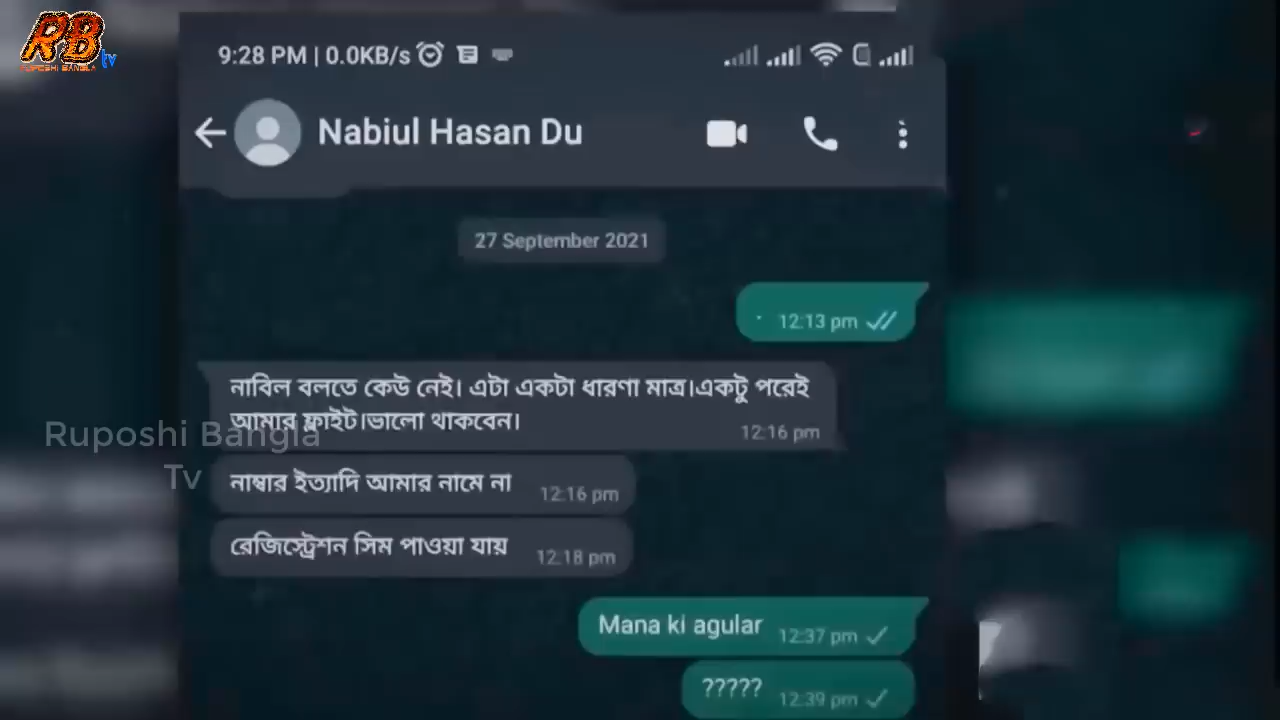 RB tv
RUPOSHI BANGLA
9:28 PM | 0.0KB/s
Nabiul Hasan Du
27 September 2021
. 12:13 pm
নাবিল বলতে কেউ নেই। এটা একটা ধারণা মাত্র।একটু পরেই
আমার ফ্লাইট।ভালো থাকবেন।
12:16 pm
Ruposhi Bangla
Tv
নাম্বার ইত্যাদি আমার নামে না 12:16 pm
রেজিস্ট্রেশন সিম পাওয়া যায় 12:18 pm
Mana ki agular 12:37 pm
????? 12:39 pm